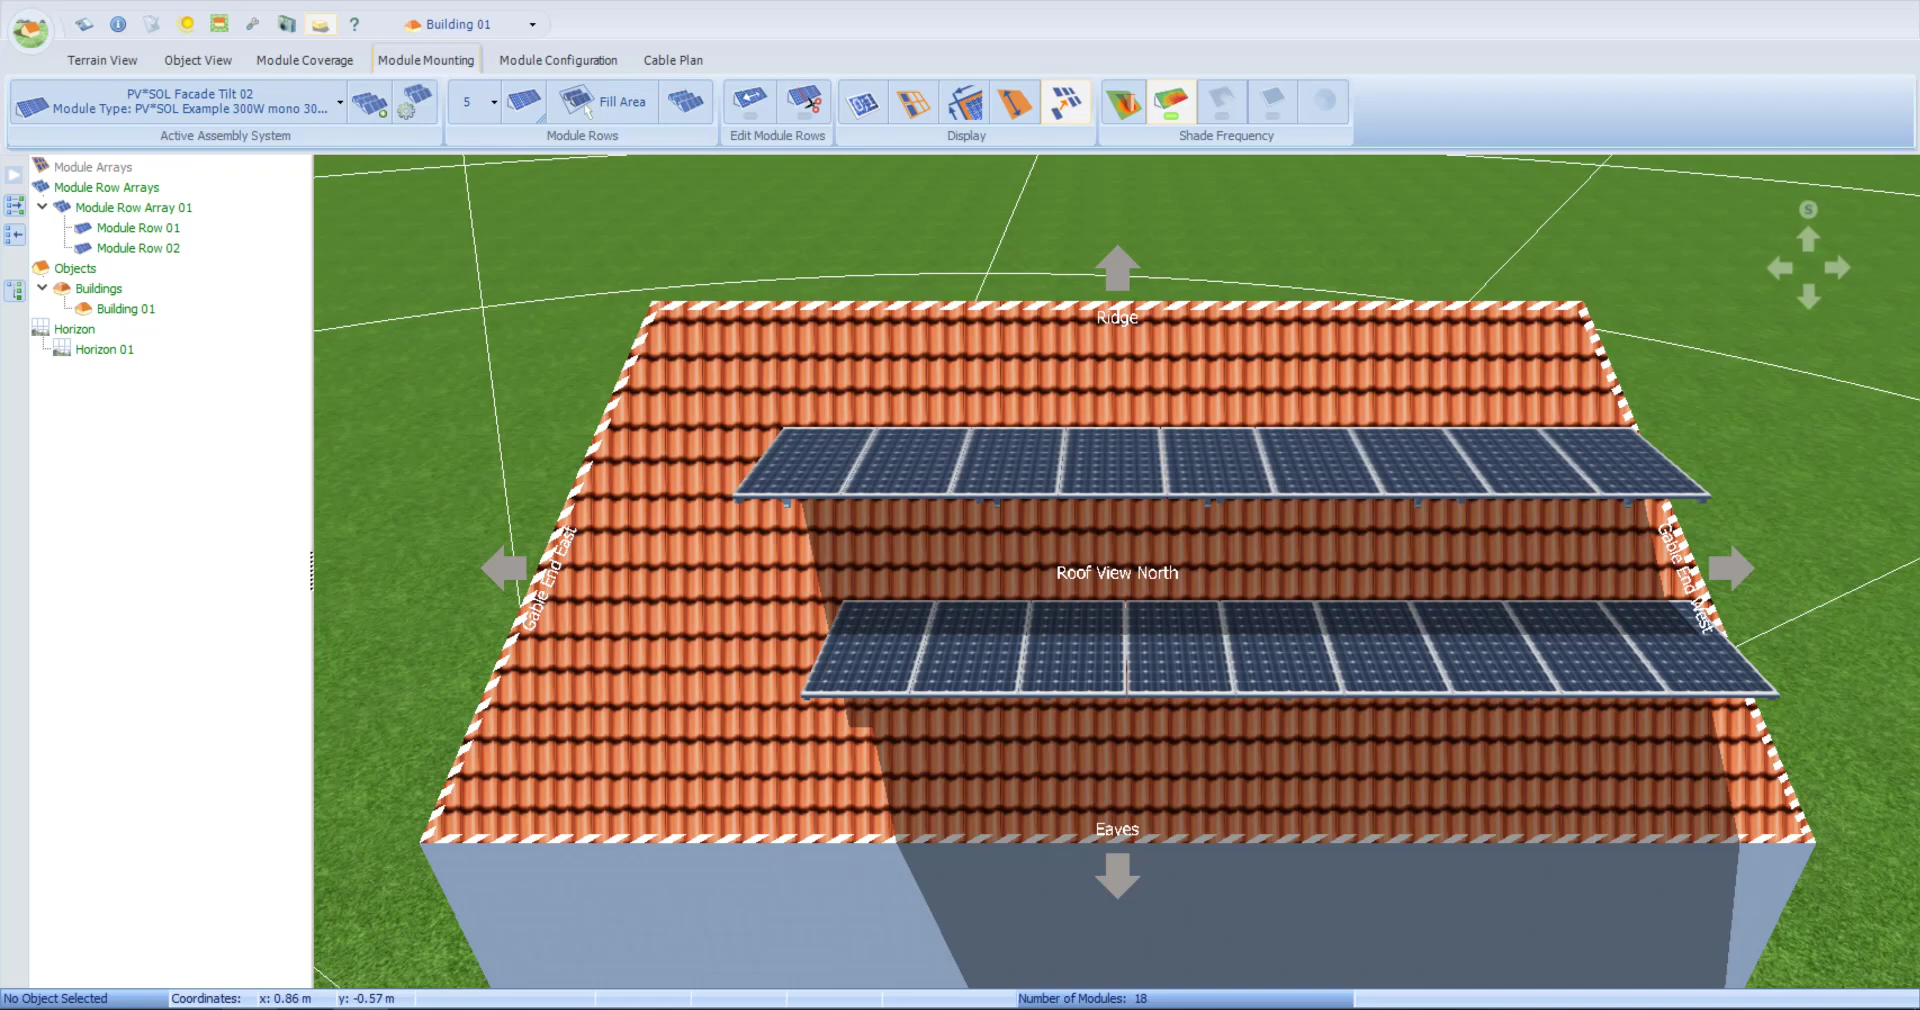 Building 01
Terrain View
Object View
Module Coverage
Module Mounting
Module Configuration
Cable Plan
PV*SOL Facade Tilt 02
Module Type: PV*SOL Example 300W mono 30...
Active Assembly System
5
Fill Area
Module Rows
Edit Module Rows
Display
Shade Frequency
Module Arrays
Module Row Arrays
Module Row Array 01
Module Row 01
Module Row 02
Objects
Buildings
Building 01
Horizon
Horizon 01
S
Ridge
Gable End East
Roof View North
Gable End West
Eaves
No Object Selected
Coordinates: x: 0.86 m y: -0.57 m
Number of Modules: 18